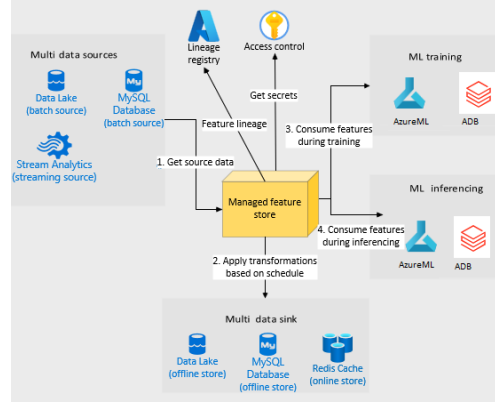 Lineage
registry
Access control
Multi data sources
Data Lake
(batch source)
MySQL
Database
(batch source)
Stream Analytics
(streaming source)
ML training
AzureML
ADB
Get secrets
Feature lineage
3. Consume features
during training
1. Get source data
Managed feature
store
ML inferencing
AzureML
ADB
4. Consume features
during inferencing
2. Apply transformations
based on schedule
Multi data sink
Data Lake
(offline store)
My
MySQL
Database
(offline store)
Redis Cache
(online store)